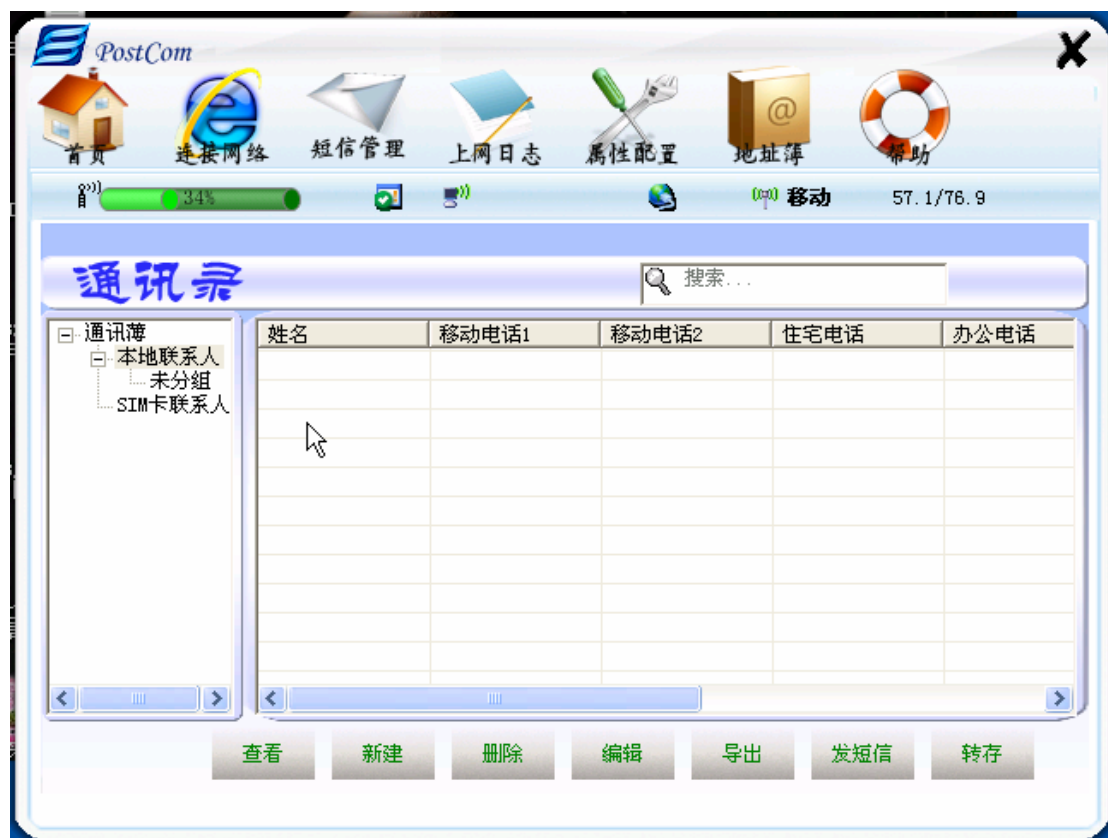 PostCom
首页 连接网络 短信管理 上网日志 属性配置 地址簿 帮助
34% 移动 57.1/76.9
通讯录 搜索...
通讯薄 姓名 移动电话1 移动电话2 住宅电话 办公电话
本地联系人
未分组
SIM卡联系人
查看 新建 删除 编辑 导出 发短信 转存